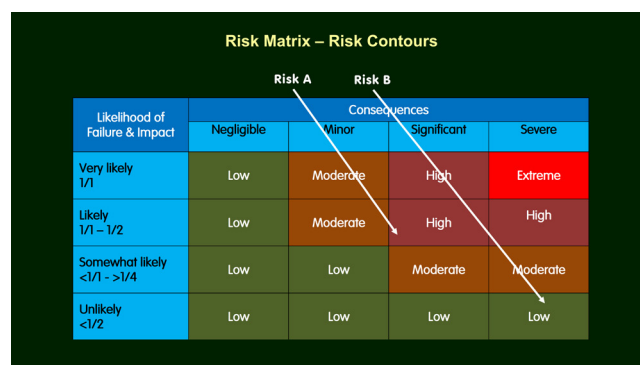 Risk Matrix – Risk Contours
Risk A
Risk B
Likelihood of
Failure & Impact
Consequences
Negligible
Minor
Significant
Severe
Very likely
1/1
Low
Moderate
High
Extreme
Likely
1/1 – 1/2
Low
Moderate
High
High
Somewhat likely
<1/1 - >1/4
Low
Low
Moderate
Moderate
Unlikely
<1/2
Low
Low
Low
Low